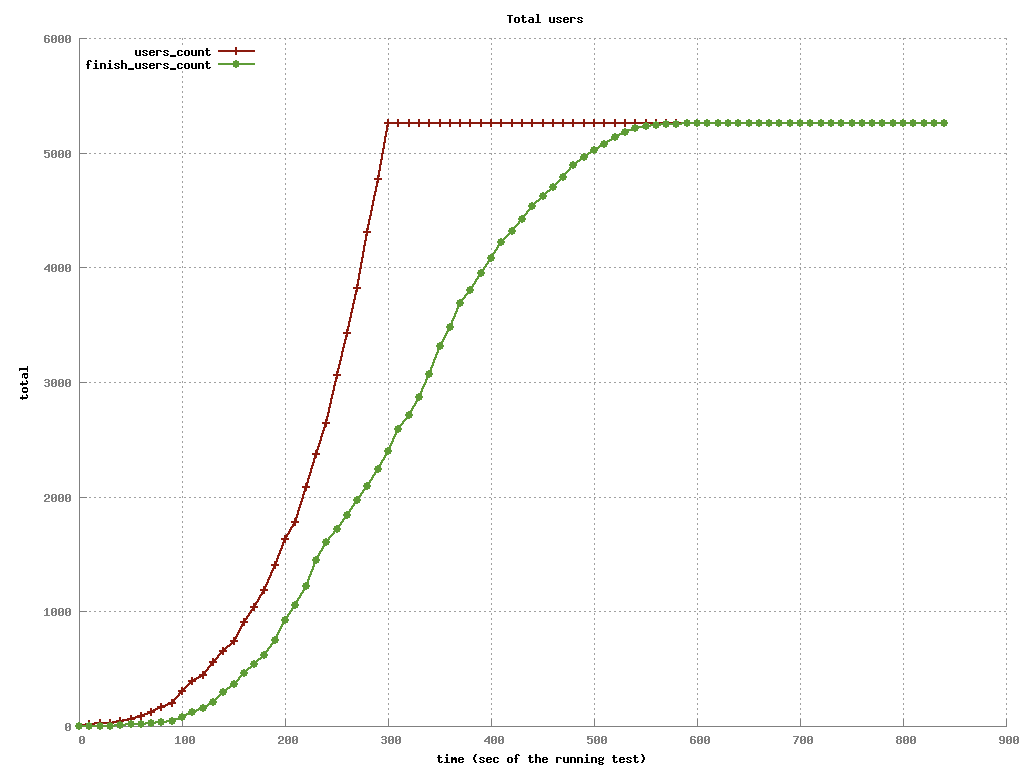 Total users
users_count
finish_users_count
6000
5000
4000
3000
2000
1000
0
total
0 100 200 300 400 500 600 700 800 900
time (sec of the running test)